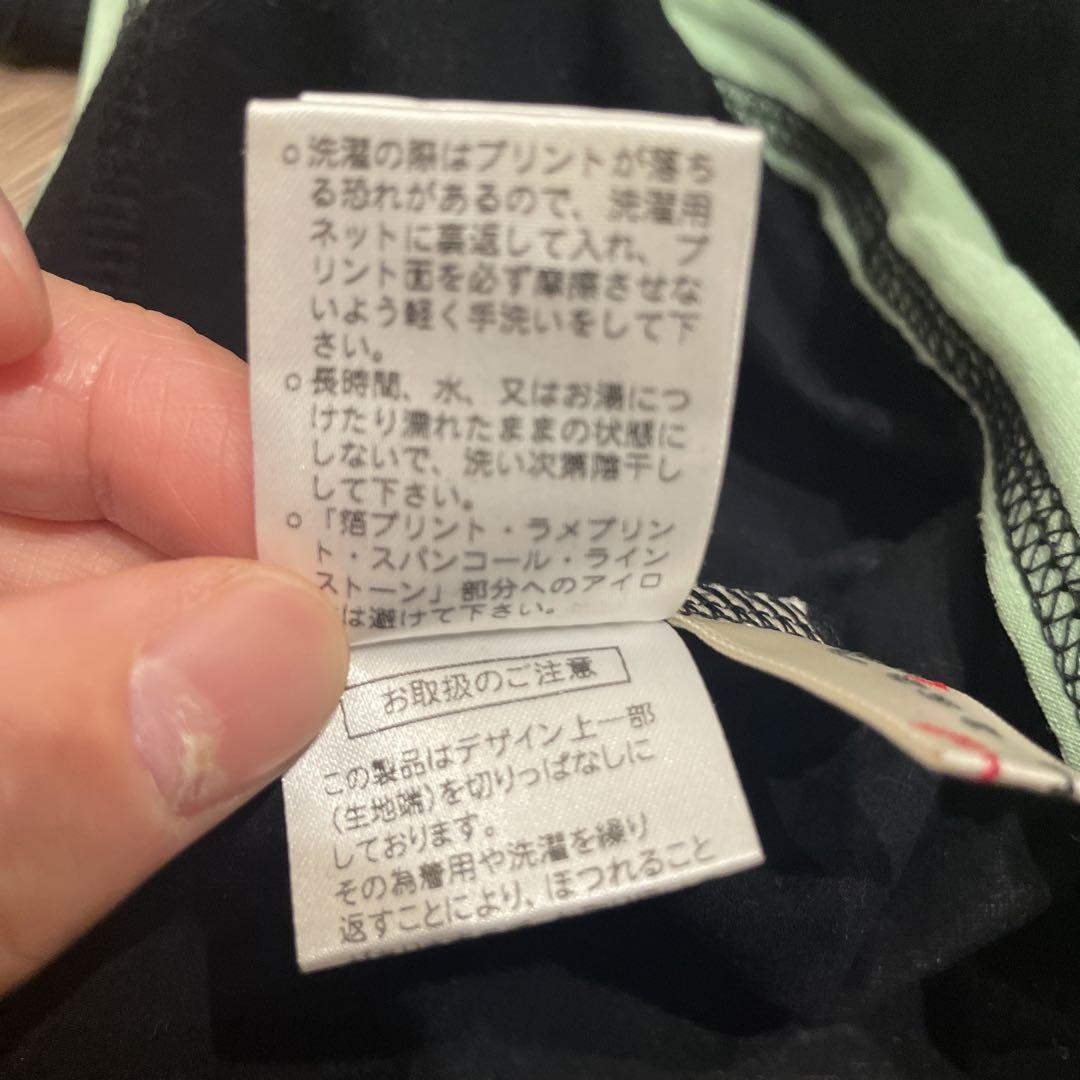 ○洗濯の際はプリントが落ち
る恐れがあるので、洗濯用
ネットに裏返して入れ、プ
リント面を必ず摩擦させな
いよう軽く手洗いをして下
さい。
○長時間、水、又はお湯につ
けたり濡れたままの状態に
しないで、洗い次第陰干し
して下さい。
○「箔プリント・ラメプリン
ト・スパンコール・ライン
ストーン」部分へのアイロ
は避けて下さい。
お取扱のご注意
この製品はデザイン上一部
(生地端)を切りっぱなしに
しております。
その為着用や洗濯を繰り
返すことにより、ほつれること